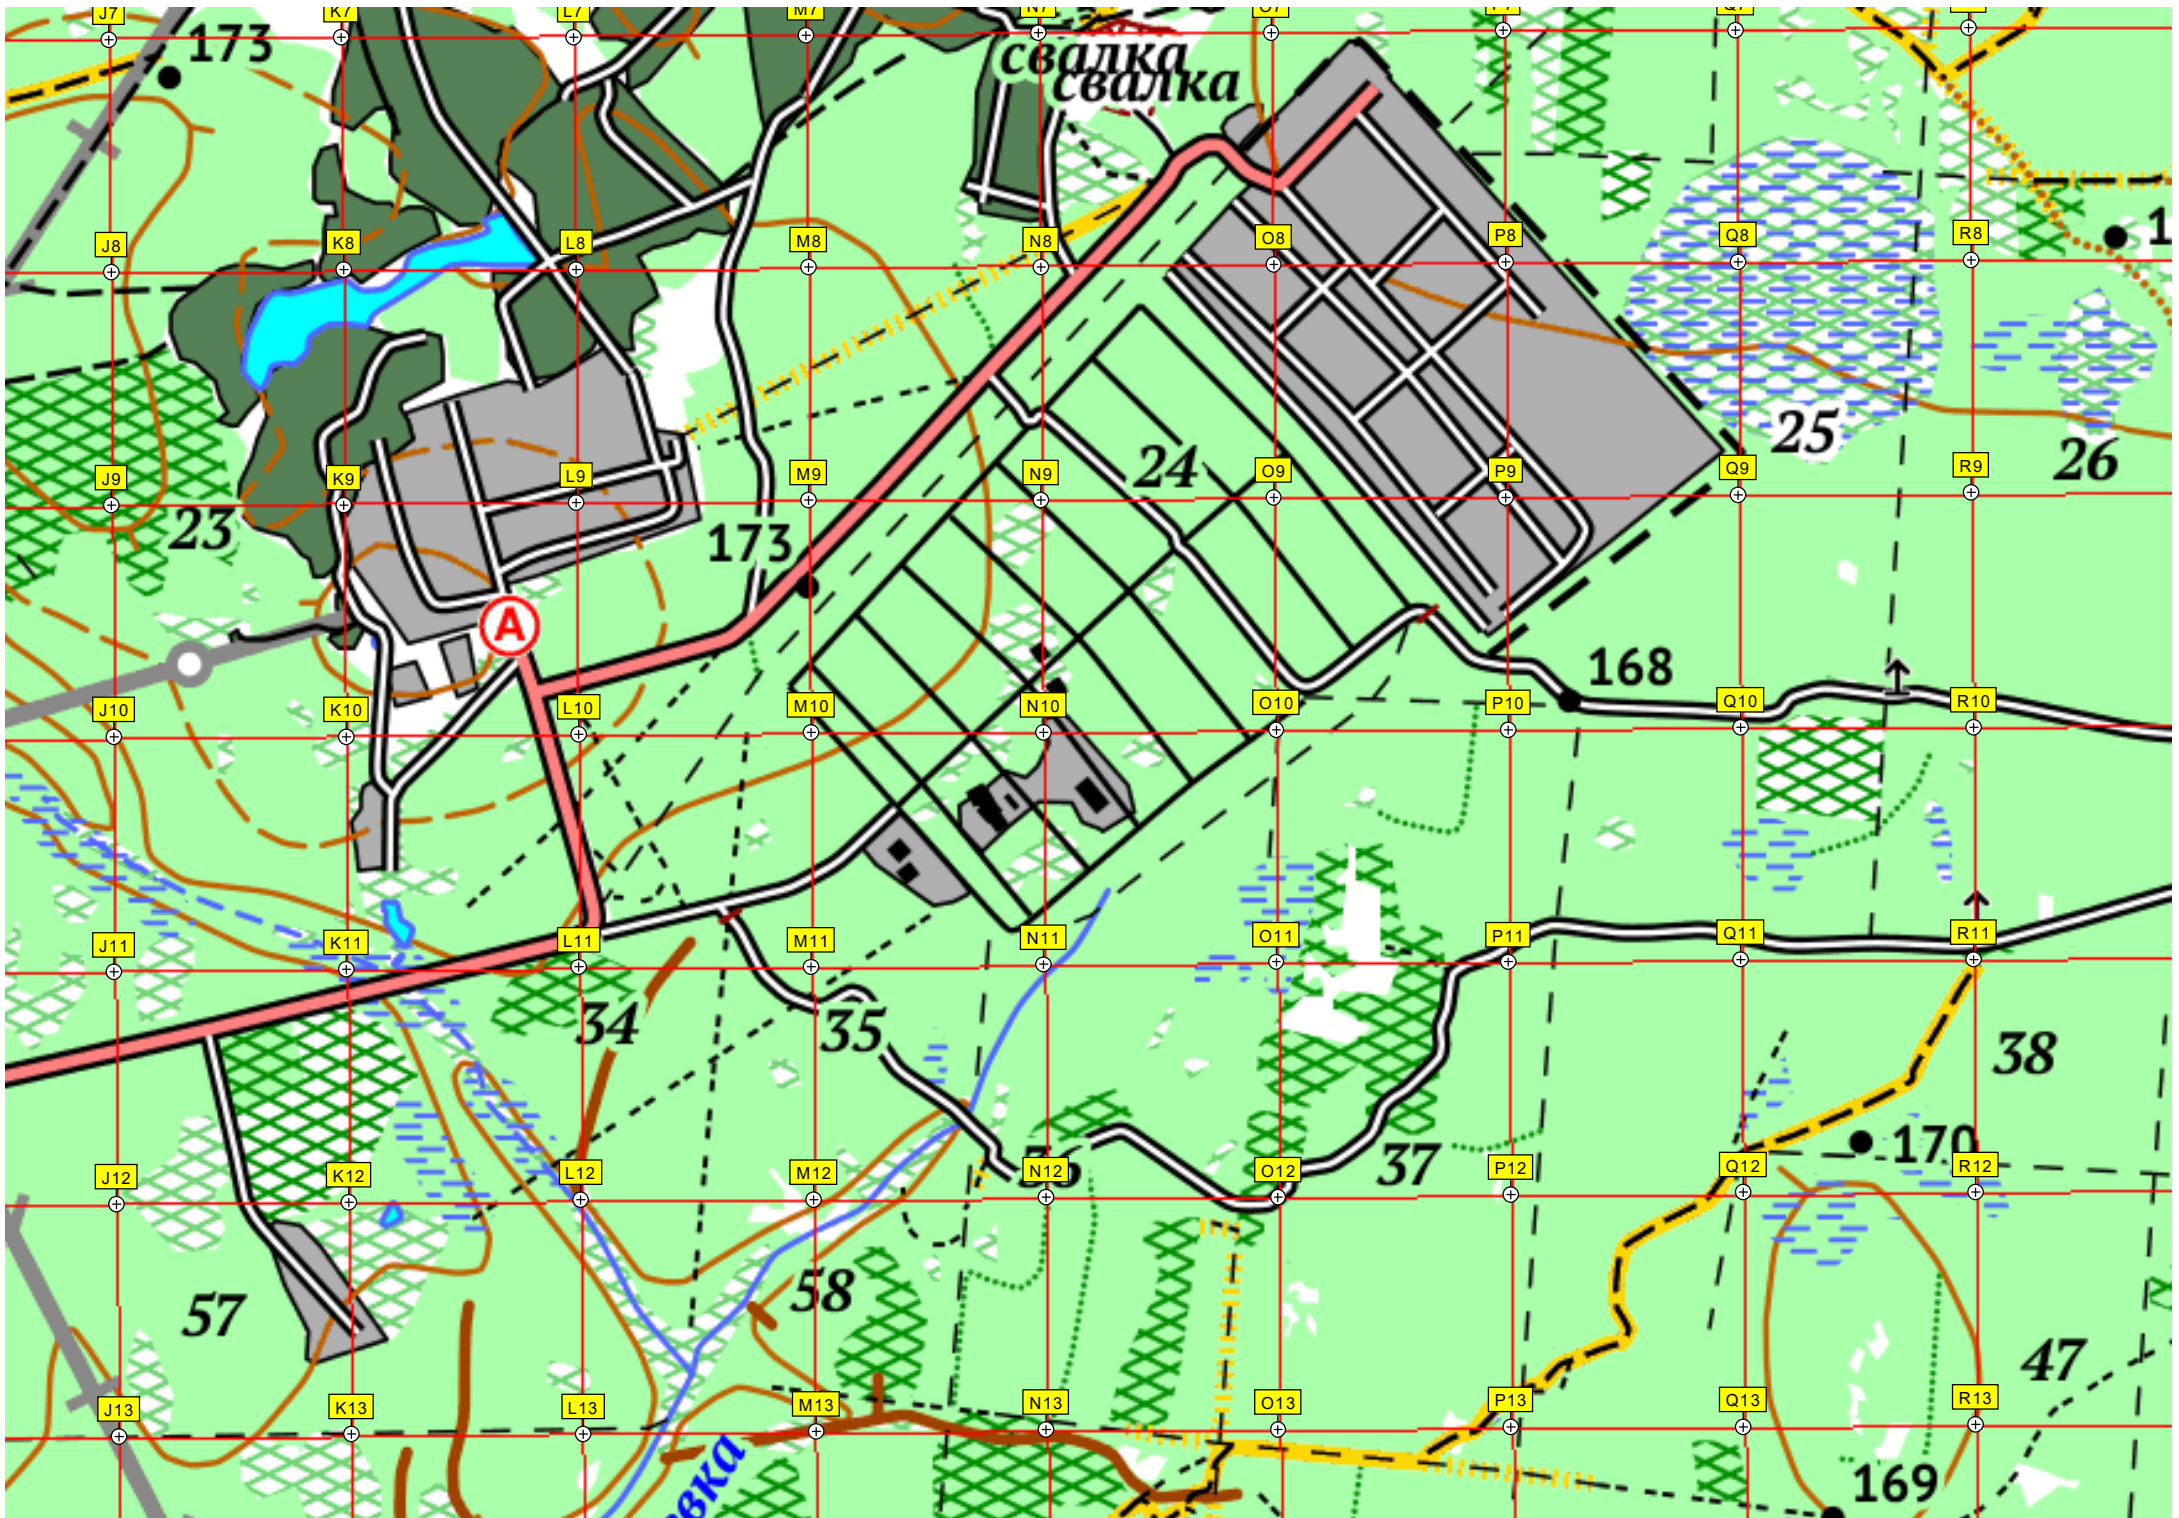 J7 K7 L7 M7 N7 O7 P7 Q7
173
свалка
свалка
J8 K8 L8 M8 N8 O8 P8 Q8 R8
25
24
26
J9 K9 L9 M9 N9 O9 P9 Q9 R9
23
173
A
168
J10 K10 L10 M10 N10 O10 P10 Q10 R10
J11 K11 L11 M11 N11 O11 P11 Q11 R11
34
35
38
170
37
J12 K12 L12 M12 N12 O12 P12 Q12 R12
58
57
47
J13 K13 L13 M13 N13 O13 P13 Q13 R13
вка
169